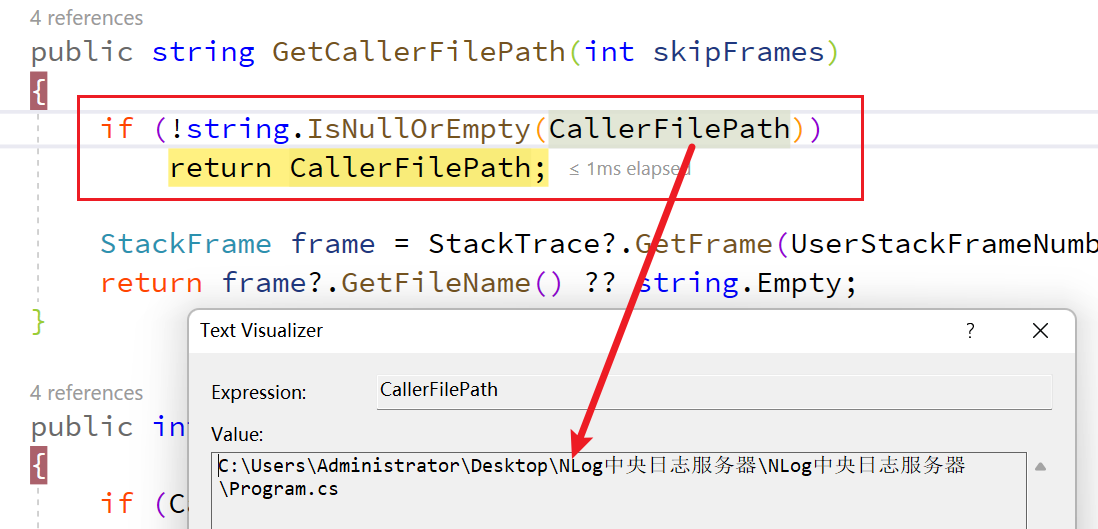 4 references
public string GetCallerFilePath(int skipFrames)
{
if (!string.IsNullOrEmpty(CallerFilePath))
return CallerFilePath; ≤ 1ms elapsed
StackFrame frame = StackTrace?.GetFrame(UserStackFrameNumb
return frame?.GetFileName() ?? string.Empty;
}
Text Visualizer ? ×
4 references
Expression: CallerFilePath
public in
Value:
{
C:\Users\Administrator\Desktop\NLog中央日志服务器\NLog中央日志服务器
\Program.cs
if (C